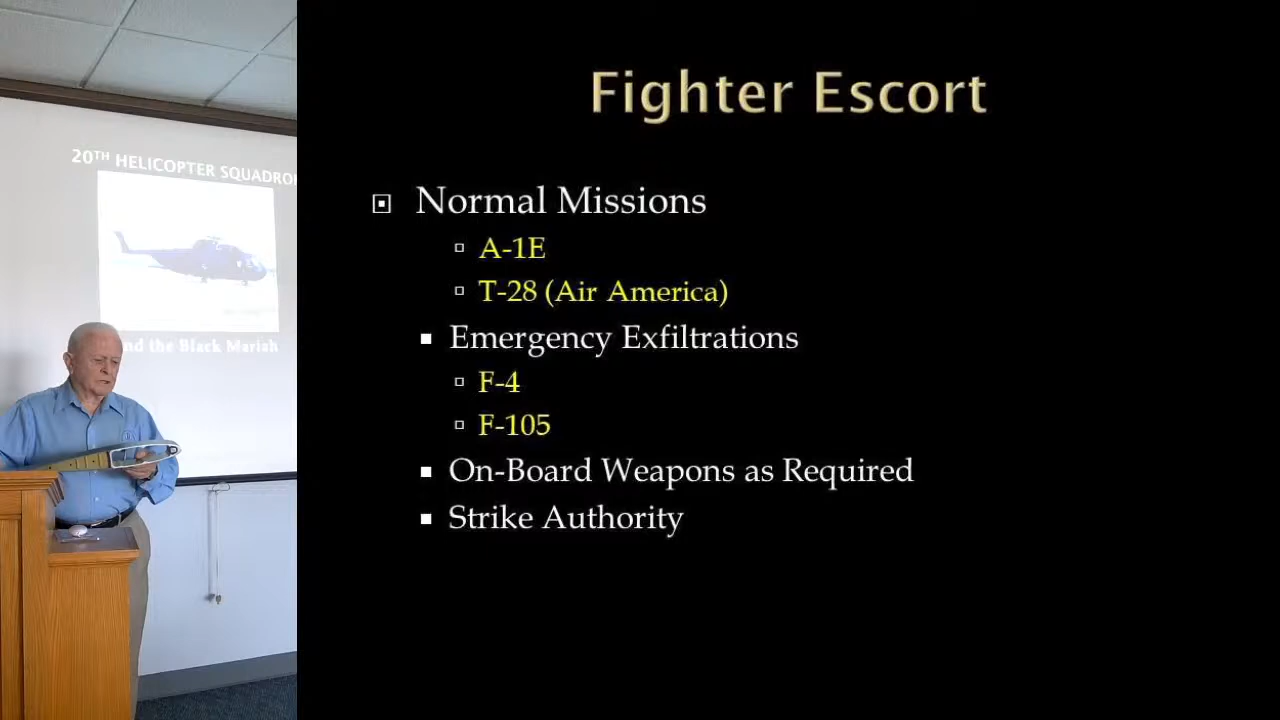 20TH HELICOPTER SQUADRON
nd the Black Mariah
Fighter Escort
Normal Missions
A-1E
T-28 (Air America)
Emergency Exfiltrations
F-4
F-105
On-Board Weapons as Required
Strike Authority